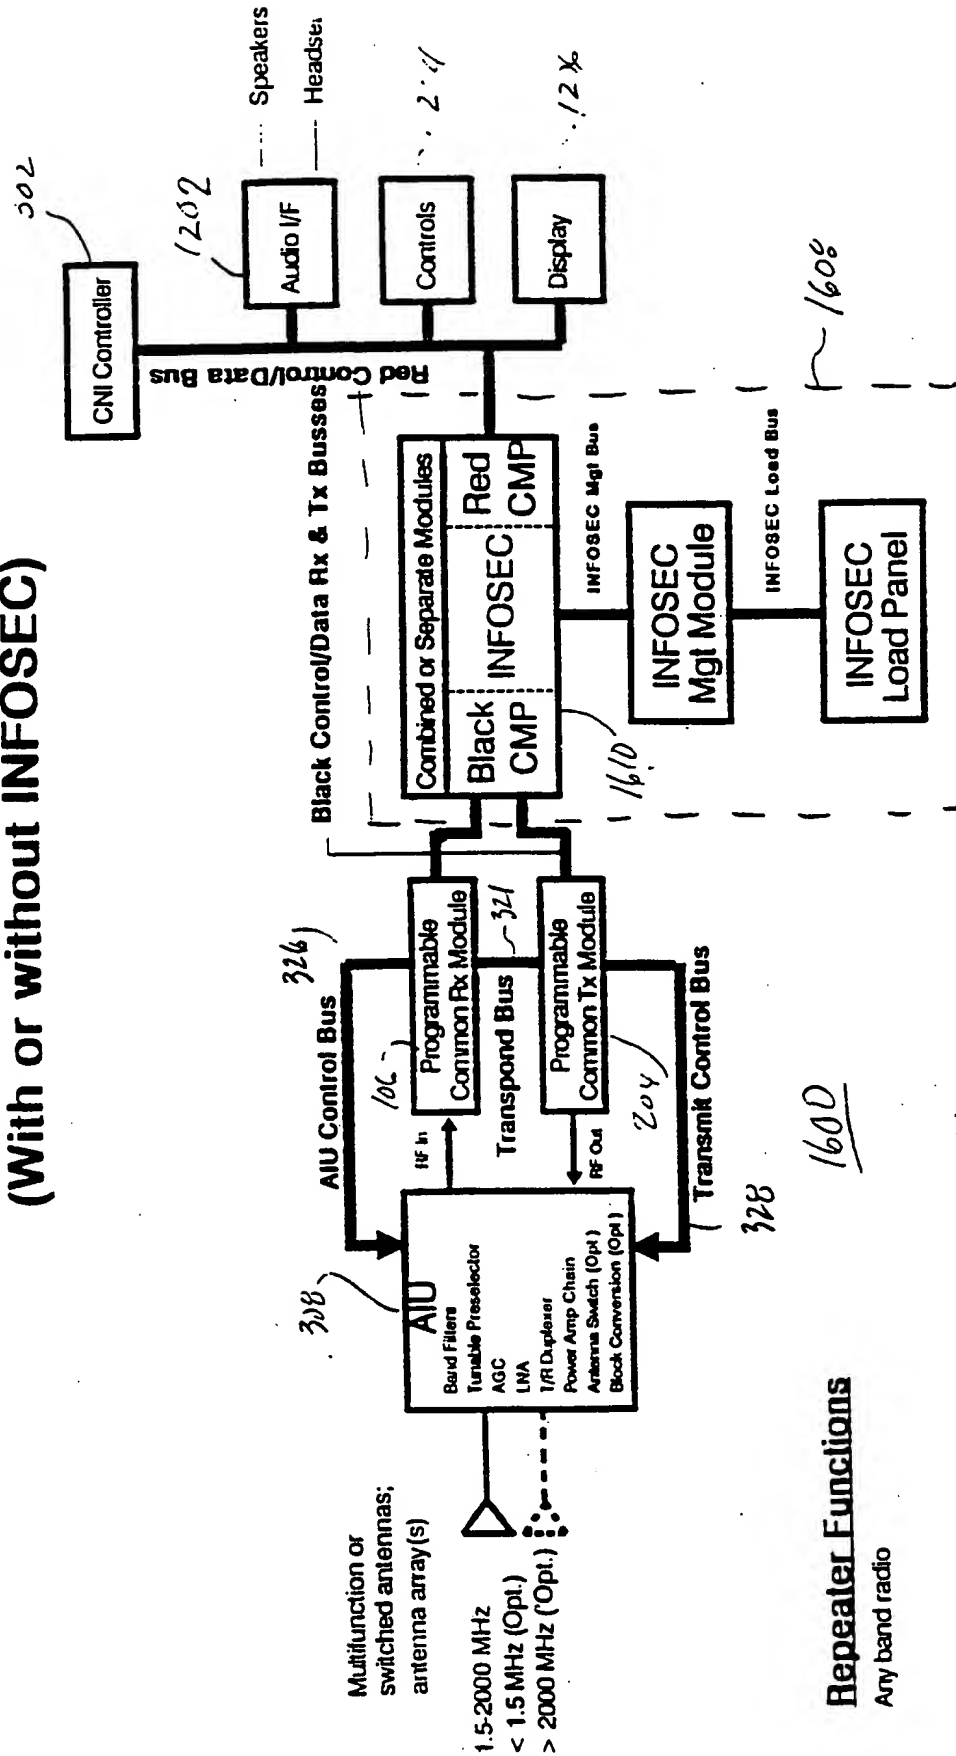 (With or without INFOSEC)
302
CNI Controller
1202
Audio I/F
Speakers
Headset
Controls
Display
Red Control/Data Bus
Black Control/Data Rx & Tx Busses
1608
Combined or Separate Modules
Black CMP
INFOSEC
Red CMP
1610
INFOSEC Mgt Bus
INFOSEC
Mgt Module
INFOSEC Load Bus
INFOSEC
Load Panel
326
AIU Control Bus
106
Programmable
Common Rx Module
321
Transpond Bus
Programmable
Common Tx Module
204
Transmit Control Bus
328
RF In
RF Out
308
AIU
Band Filters
Tunable Preselector
AGC
LNA
T/R Duplexer
Power Amp Chain
Antenna Switch (Opt)
Block Conversion (Opt)
Multifunction or
switched antennas;
antenna array(s)
1.5-2000 MHz
< 1.5 MHz (Opt.)
> 2000 MHz (Opt.)
1600
Repeater Functions
Any band radio